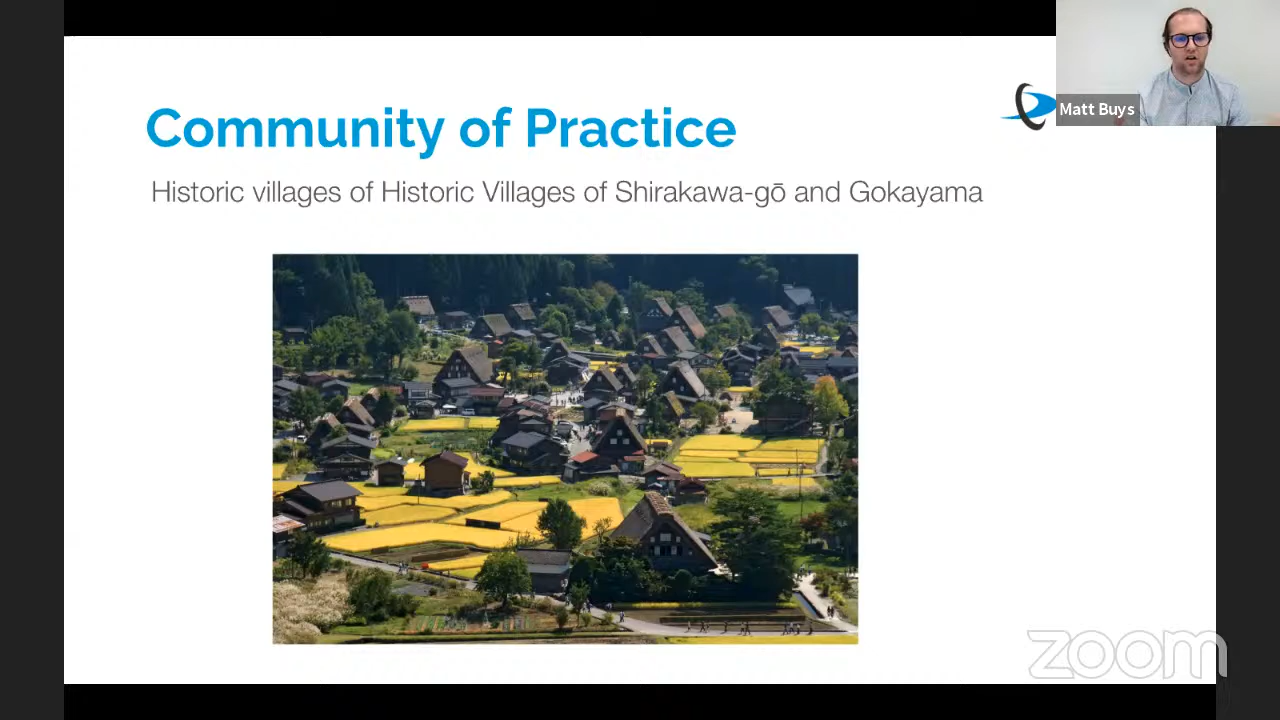 Community of Practice
Historic villages of Historic Villages of Shirakawa-gō and Gokayama
Matt Buys
zoom